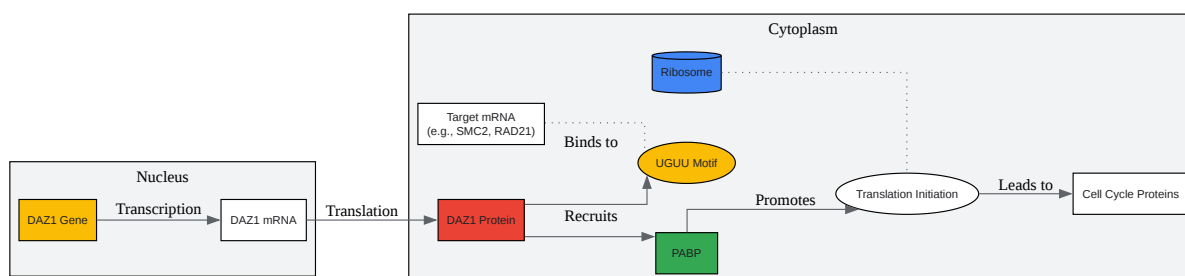 Cytoplasm
Ribosome
Target mRNA
(e.g., SMC2, RAD21)
Binds to
UGUU Motif
Nucleus
DAZ1 Gene
Transcription
DAZ1 mRNA
Translation
DAZ1 Protein
Recruits
PABP
Promotes
Translation Initiation
Leads to
Cell Cycle Proteins